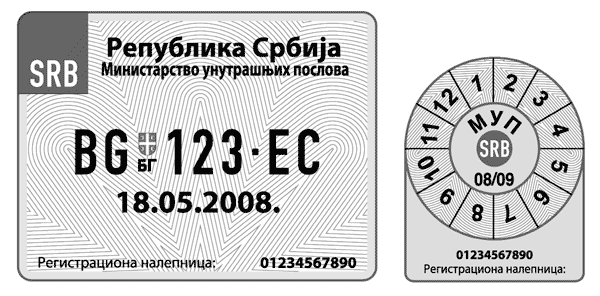 SRB
Република Србија
Министарство унутрашњих послова
BG БГ 123·EC
18.05.2008.
Регистрациона налепница: 01234567890
1 2 3 4 5 6 7 8 9 10 11 12
МУП
SRB
08/09
01234567890
Регистрациона налепница: